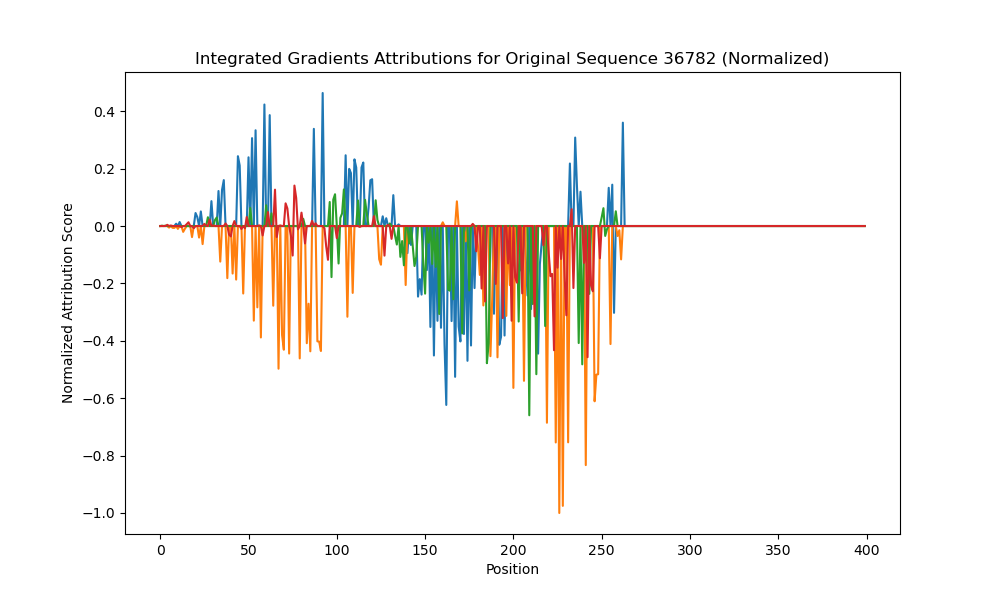 Integrated Gradients Attributions for Original Sequence 36782 (Normalized)
Normalized Attribution Score
0.4
0.2
0.0
−0.2
−0.4
−0.6
−0.8
−1.0
0 50 100 150 200 250 300 350 400
Position